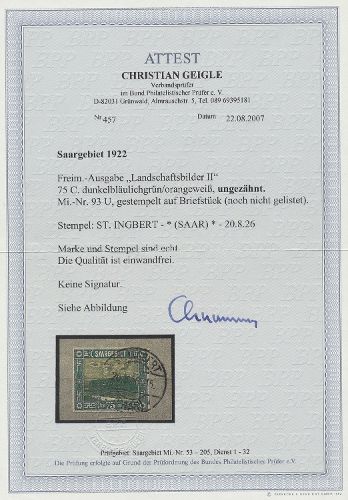 ATTEST
CHRISTIAN GEIGLE
Verbandsprüfer
im Bund Philatelistischer Prüfer e.V.
D-82031 Grünwald, Almrauschstr. 5, Tel. 089 69395181
Nr 457 Datum 22.08.2007
Saargebiet 1922
Freim.-Ausgabe „Landschaftsbilder II“
75 C. dunkelbläulichgrün/orangeweiß, ungezähnt.
Mi.-Nr. 93 U, gestempelt auf Briefstück (noch nicht gelistet).
Stempel: ST. INGBERT - * (SAAR) * - 20.8.26
Marke und Stempel sind echt.
Die Qualität ist einwandfrei.
Keine Signatur.
Siehe Abbildung
SAARGEBIET
Prüfgebiet: Saargebiet Mi. Nr. 53 - 205, Dienst 1 - 32
Die Prüfung erfolgte auf Grund der Prüfordnung des Bundes Philatelistischer Prüfer e.V.